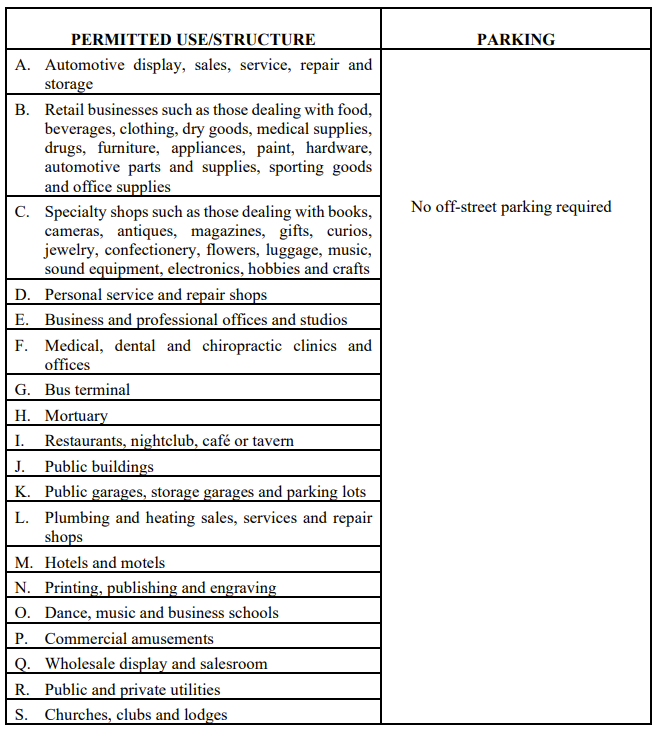 PERMITTED USE/STRUCTURE
PARKING
A. Automotive display, sales, service, repair and
storage
B. Retail businesses such as those dealing with food,
beverages, clothing, dry goods, medical supplies,
drugs, furniture, appliances, paint, hardware,
automotive parts and supplies, sporting goods
and office supplies
C. Specialty shops such as those dealing with books,
cameras, antiques, magazines, gifts, curios,
jewelry, confectionery, flowers, luggage, music,
sound equipment, electronics, hobbies and crafts
D. Personal service and repair shops
E. Business and professional offices and studios
F. Medical, dental and chiropractic clinics and
offices
G. Bus terminal
H. Mortuary
I. Restaurants, nightclub, café or tavern
J. Public buildings
K. Public garages, storage garages and parking lots
L. Plumbing and heating sales, services and repair
shops
M. Hotels and motels
N. Printing, publishing and engraving
O. Dance, music and business schools
P. Commercial amusements
Q. Wholesale display and salesroom
R. Public and private utilities
S. Churches, clubs and lodges
No off-street parking required